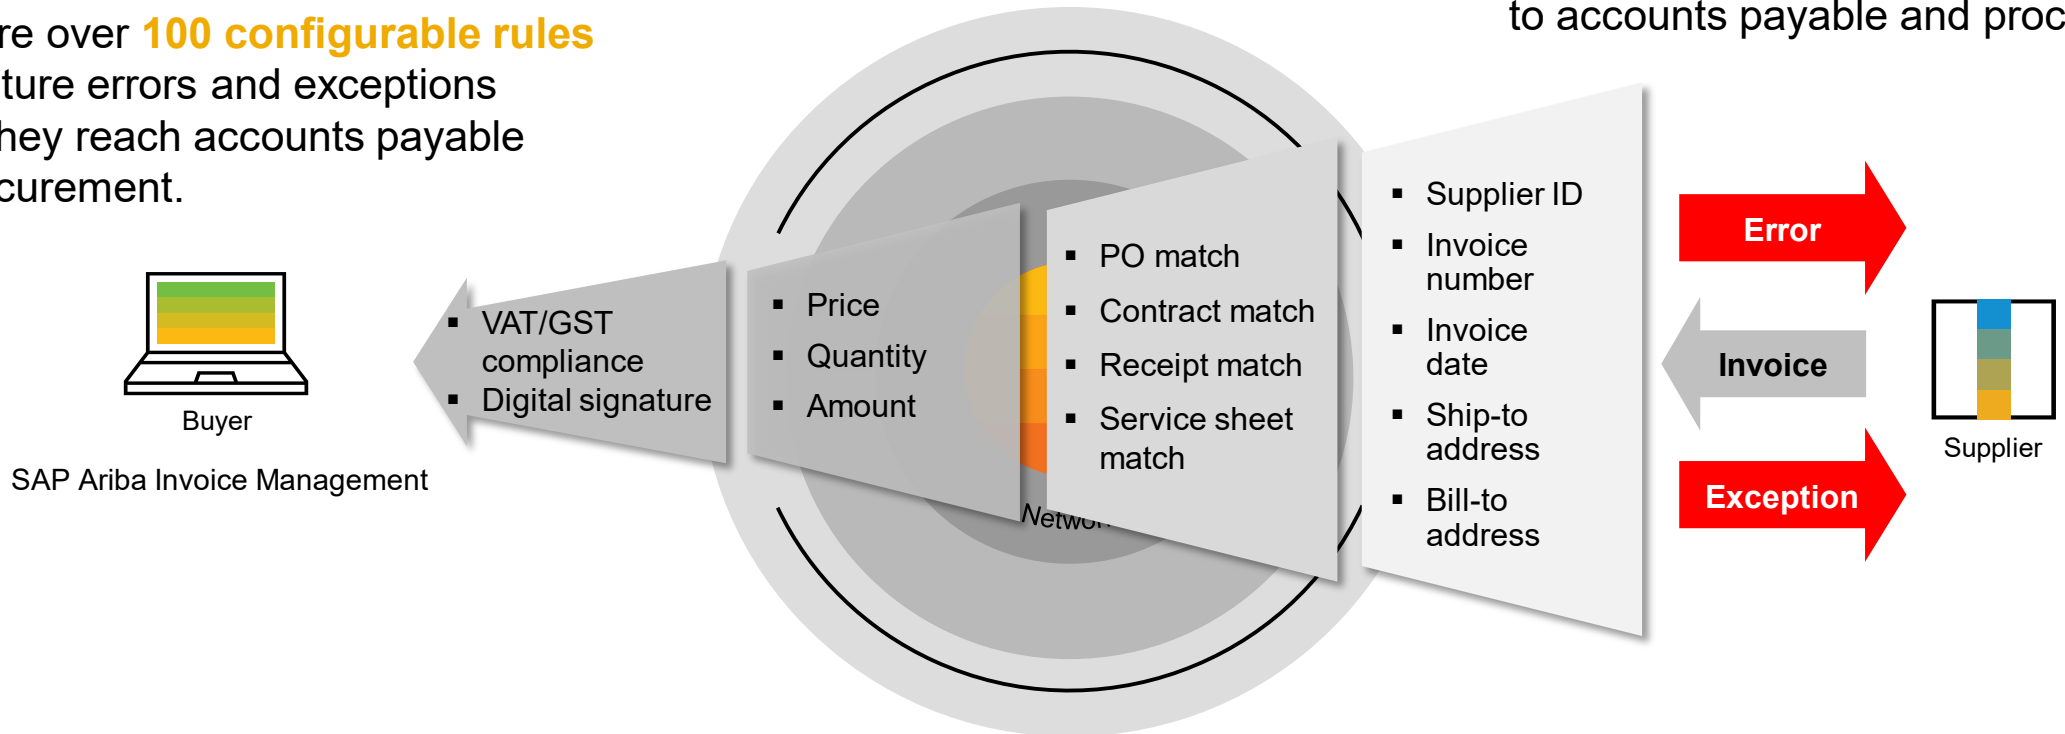 re over 100 configurable rules
ture errors and exceptions
hey reach accounts payable
curement.
to accounts payable and proc
Buyer
SAP Ariba Invoice Management
▪ VAT/GST
compliance
▪ Digital signature
▪ Price
▪ Quantity
▪ Amount
▪ PO match
▪ Contract match
▪ Receipt match
▪ Service sheet
match
Networ
▪ Supplier ID
▪ Invoice
number
▪ Invoice
date
▪ Ship-to
address
▪ Bill-to
address
Error
Invoice
Exception
Supplier